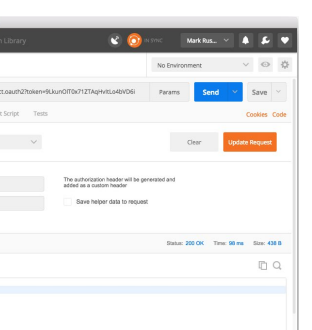 Library
IN SYNC
Mark Rus...
No Environment
ct.oauth2?token=9LkunOIT0x71ZTAqHvitLo4bVD6i
Params
Send
Save
t Script
Tests
Cookies
Code
Clear
Update Request
The authorization header will be generated and
added as a custom header
Save helper data to request
Status: 200 OK
Time: 98 ms
Size: 438 B